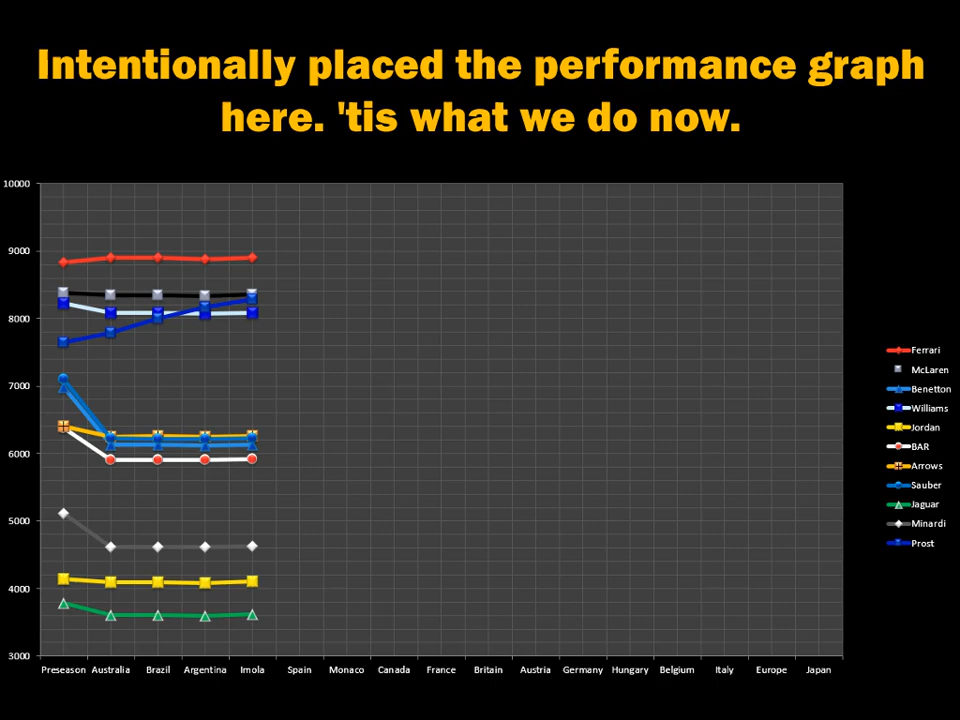 Intentionally placed the performance graph
here. 'tis what we do now.
10000
9000
8000
7000
6000
5000
4000
3000
Preseason Australia Brazil Argentina Imola Spain Monaco Canada France Britain Austria Germany Hungary Belgium Italy Europe Japan
Ferrari
McLaren
Benetton
Williams
Jordan
BAR
Arrows
Sauber
Jaguar
Minardi
Prost